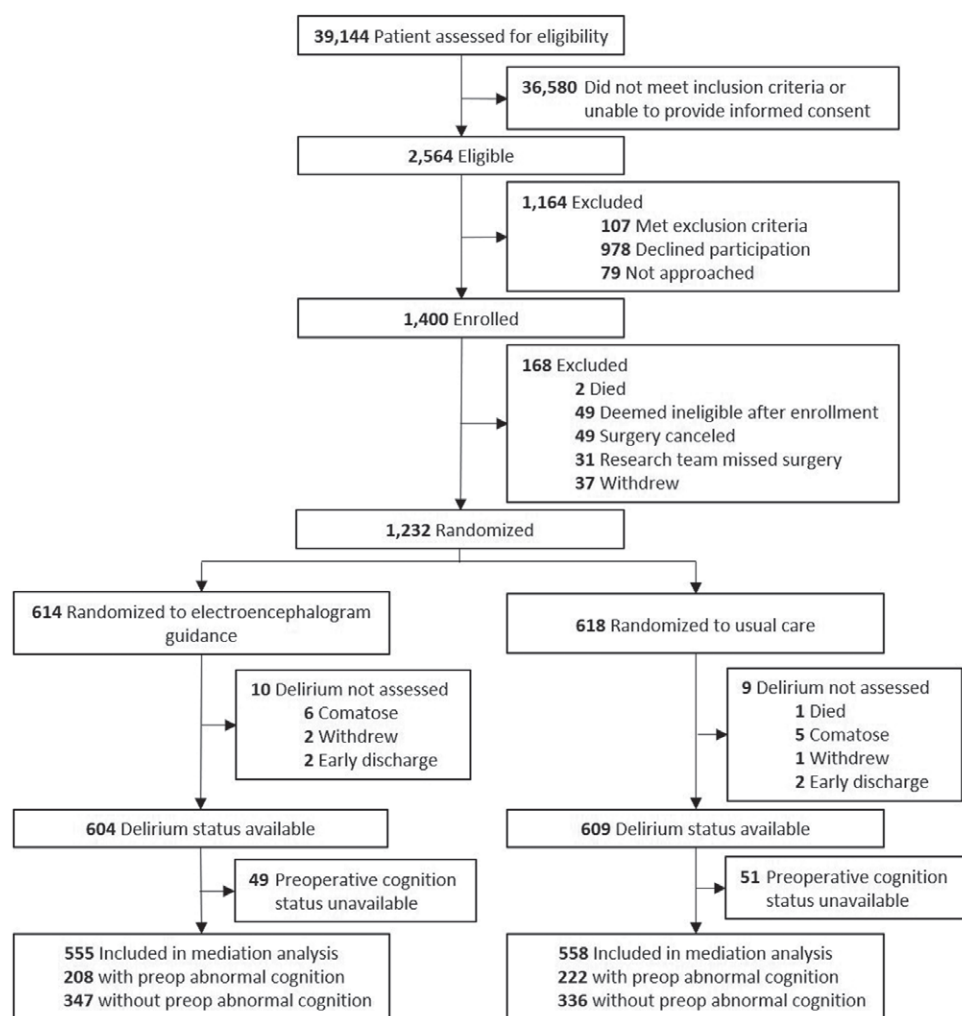 39,144 Patient assessed for eligibility
36,580 Did not meet inclusion criteria or
unable to provide informed consent
2,564 Eligible
1,164 Excluded
107 Met exclusion criteria
978 Declined participation
79 Not approached
1,400 Enrolled
168 Excluded
2 Died
49 Deemed ineligible after enrollment
49 Surgery canceled
31 Research team missed surgery
37 Withdrew
1,232 Randomized
614 Randomized to electroencephalogram
guidance
618 Randomized to usual care
10 Delirium not assessed
6 Comatose
2 Withdrew
2 Early discharge
9 Delirium not assessed
1 Died
5 Comatose
1 Withdrew
2 Early discharge
604 Delirium status available
609 Delirium status available
49 Preoperative cognition
status unavailable
51 Preoperative cognition
status unavailable
555 Included in mediation analysis
208 with preop abnormal cognition
347 without preop abnormal cognition
558 Included in mediation analysis
222 with preop abnormal cognition
336 without preop abnormal cognition